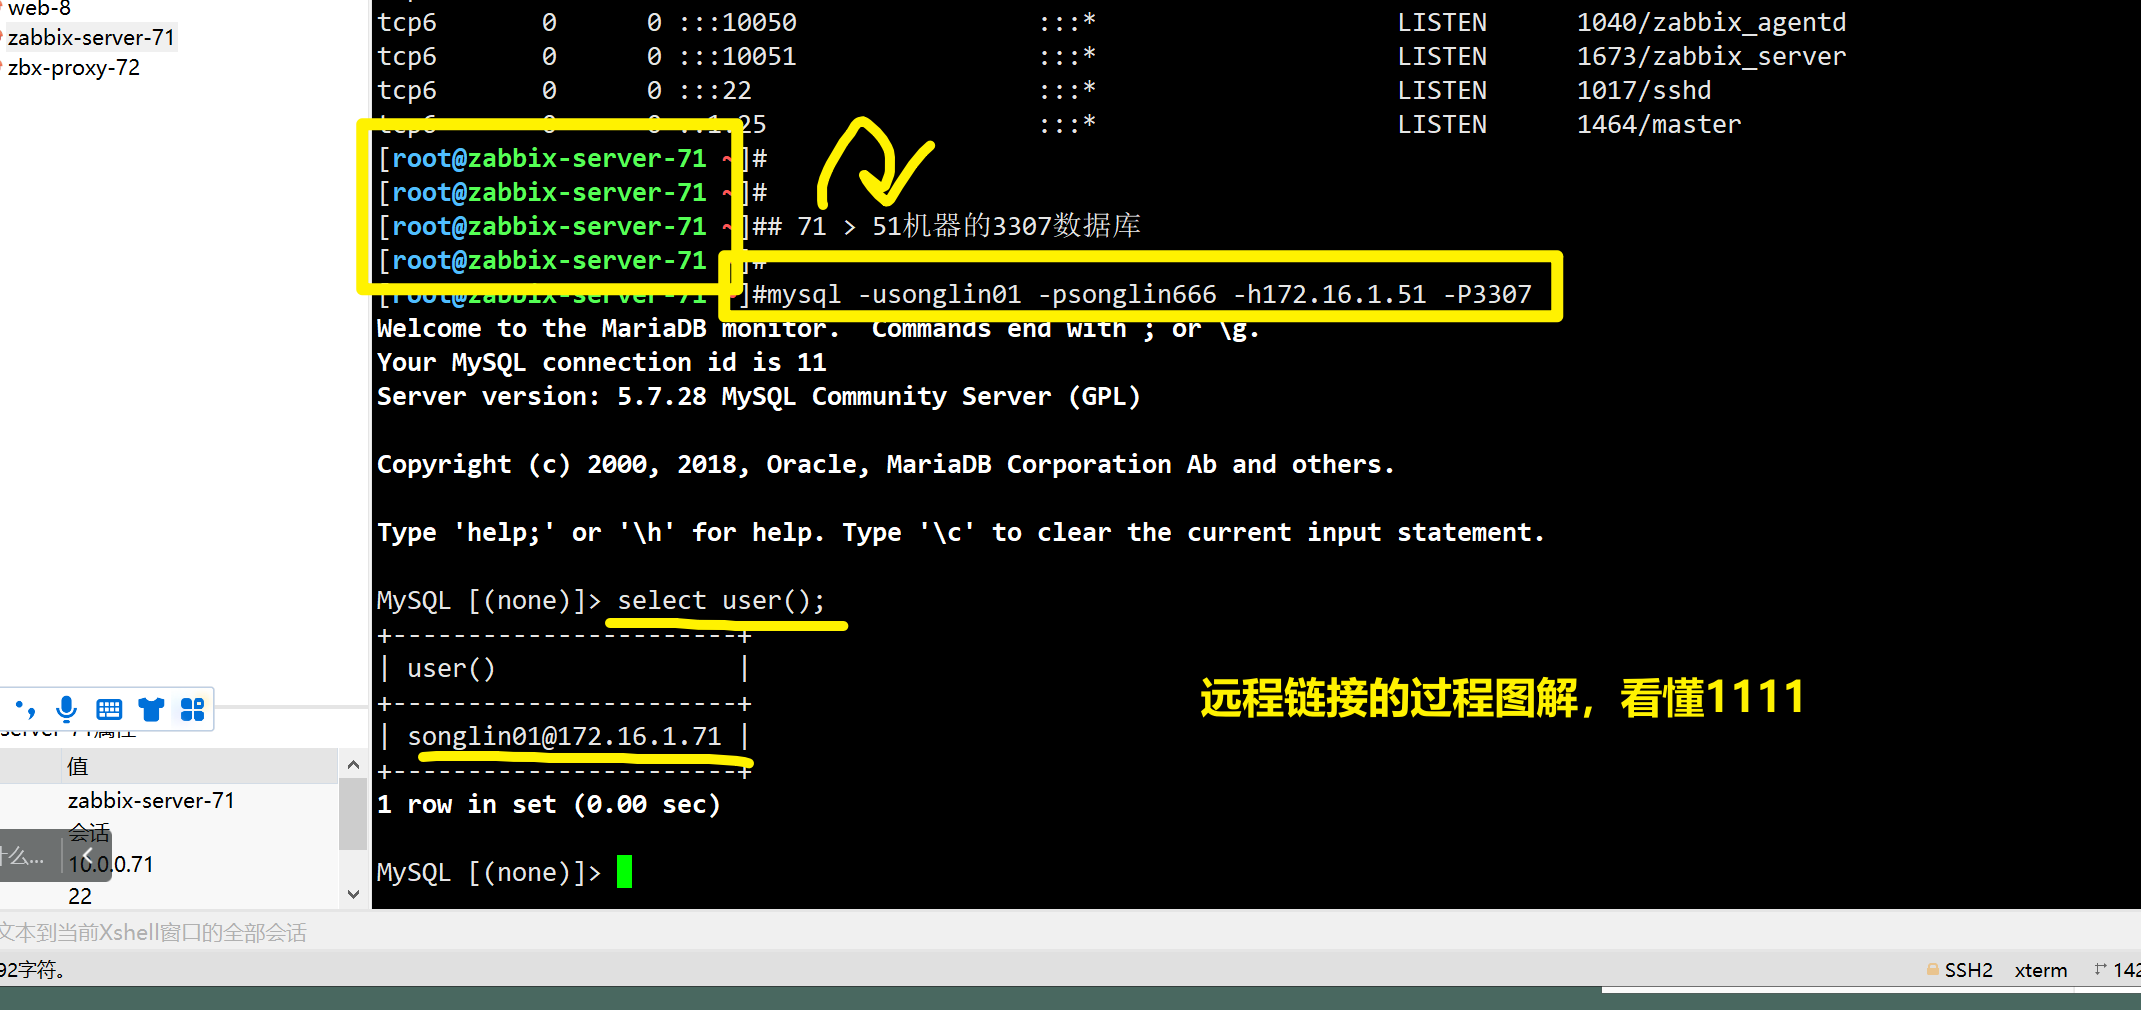 web-8
zabbix-server-71
zbx-proxy-72
tcp6 0 0 :::10050 :::* LISTEN 1040/zabbix_agentd
tcp6 0 0 :::10051 :::* LISTEN 1673/zabbix_server
tcp6 0 0 :::22 :::* LISTEN 1017/sshd
tcp6 0 0 ::1:25 :::* LISTEN 1464/master
[root@zabbix-server-71 ~]#
[root@zabbix-server-71 ~]#
[root@zabbix-server-71 ~]## 71 > 51机器的3307数据库
[root@zabbix-server-71 ~]#
[root@zabbix-server-71 ~]#mysql -usonglin01 -psonglin666 -h172.16.1.51 -P3307
Welcome to the MariaDB monitor.  Commands end with ; or \g.
Your MySQL connection id is 11
Server version: 5.7.28 MySQL Community Server (GPL)
Copyright (c) 2000, 2018, Oracle, MariaDB Corporation Ab and others.
Type 'help;' or '\h' for help. Type '\c' to clear the current input statement.
MySQL [(none)]> select user();
+-----------------------+
| user() |
+-----------------------+
| songlin01@172.16.1.71 |
+-----------------------+
1 row in set (0.00 sec)
MySQL [(none)]>
远程链接的过程图解，看懂1111
server-71属性
值
zabbix-server-71
会话
什么...
10.0.0.71
22
文本到当前Xshell窗口的全部会话
92字符。
SSH2 xterm 142